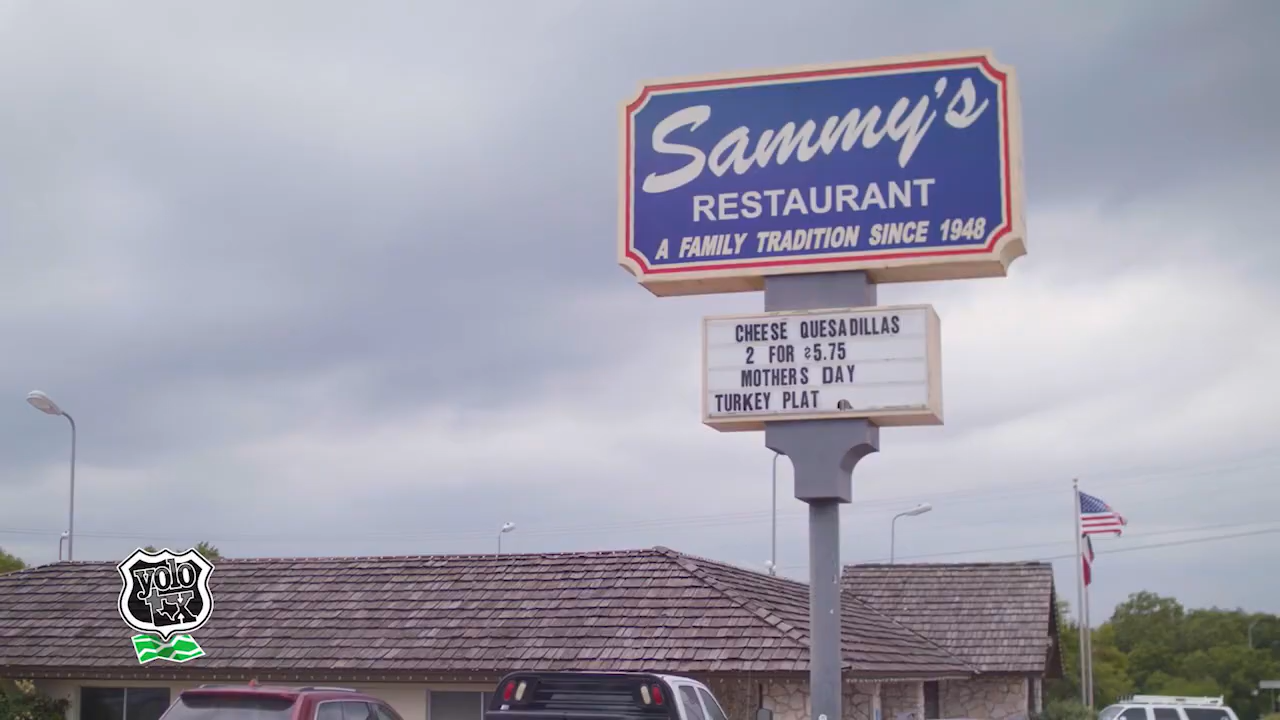 Sammy's
RESTAURANT
A FAMILY TRADITION SINCE 1948
CHEESE QUESADILLAS
2 FOR $5.75
MOTHERS DAY
TURKEY PLAT
yolo
tx